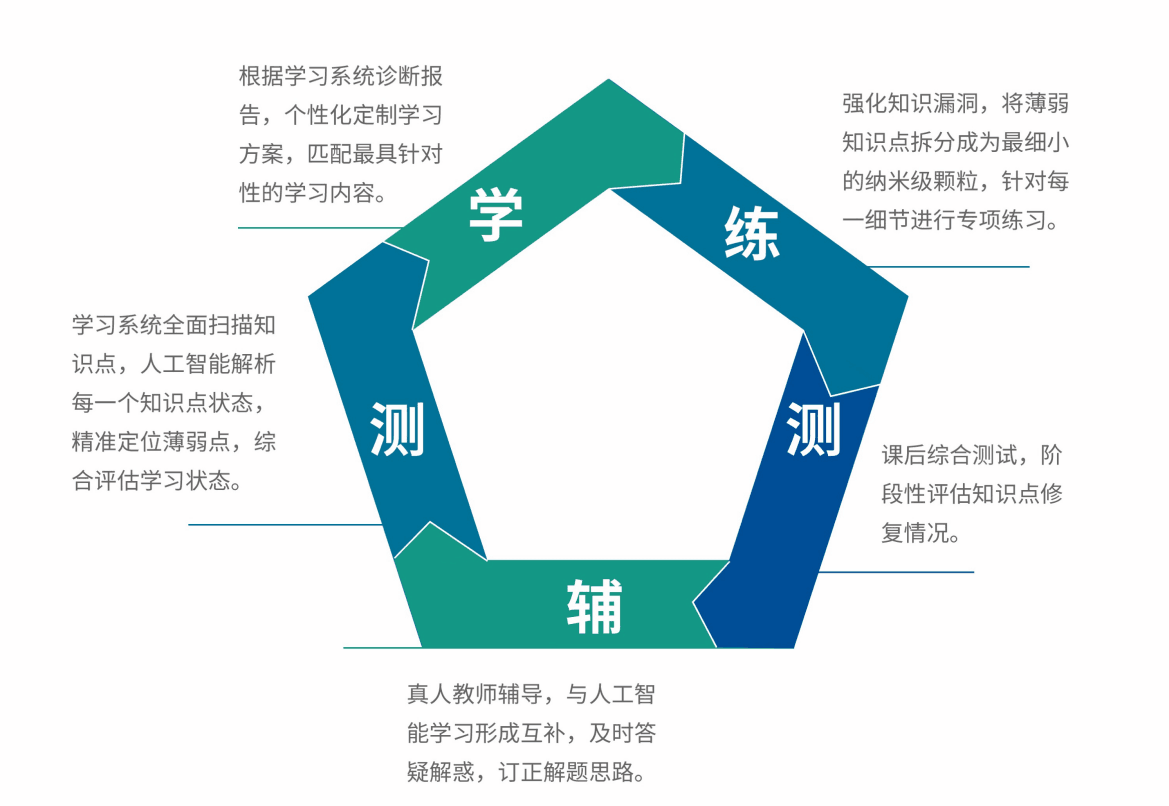 根据学习系统诊断报
告，个性化定制学习
方案，匹配最具针对
性的学习内容。
学
强化知识漏洞，将薄弱
知识点拆分成为最细小
的纳米级颗粒，针对每
一细节进行专项练习。
练
学习系统全面扫描知
识点，人工智能解析
每一个知识点状态，
精准定位薄弱点，综
合评估学习状态。
测
测
课后综合测试，阶
段性评估知识点修
复情况。
辅
真人教师辅导，与人工智
能学习形成互补，及时答
疑解惑，订正解题思路。